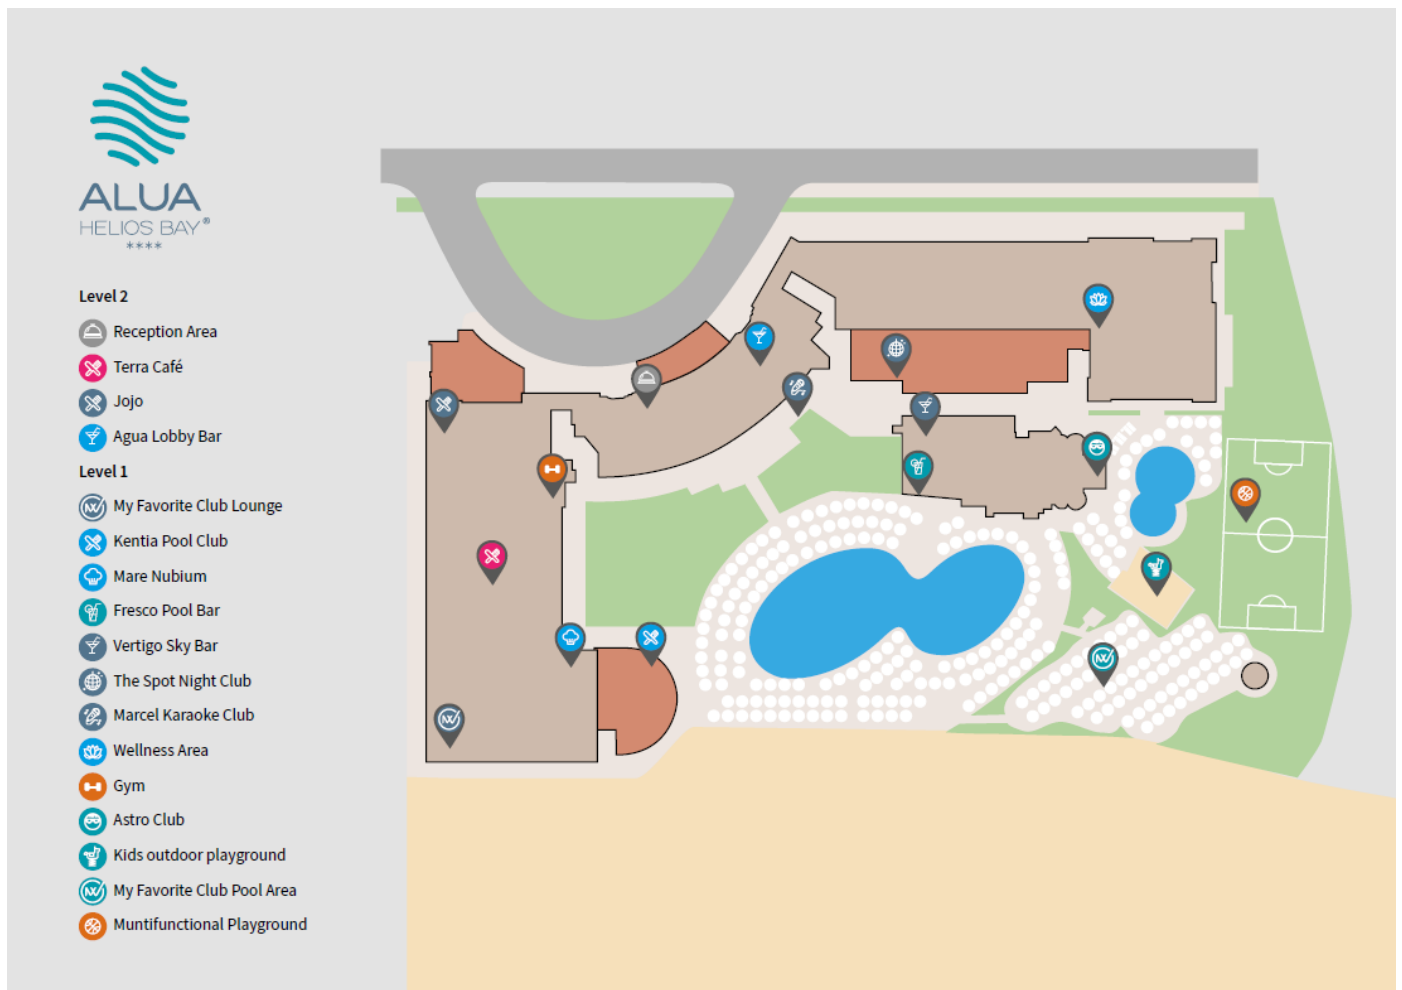 ALUA
HELIOS BAY®
****
Level 2
Reception Area
Terra Café
Jojo
Agua Lobby Bar
Level 1
My Favorite Club Lounge
Kentia Pool Club
Mare Nubium
Fresco Pool Bar
Vertigo Sky Bar
The Spot Night Club
Marcel Karaoke Club
Wellness Area
Gym
Astro Club
Kids outdoor playground
My Favorite Club Pool Area
Muntifunctional Playground